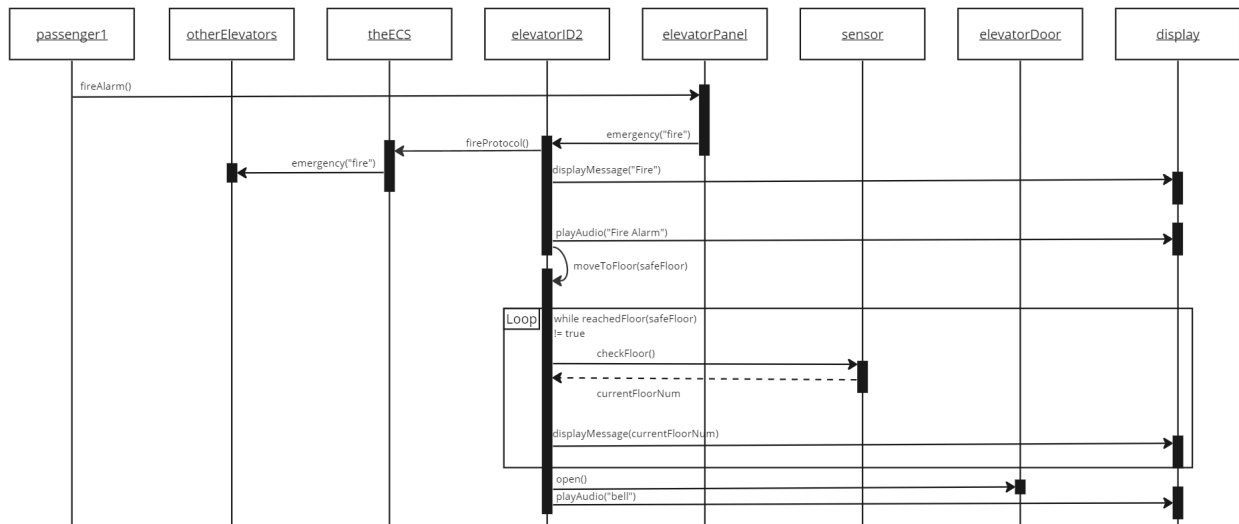 passenger1
otherElevators
theECS
elevatorID2
elevatorPanel
sensor
elevatorDoor
display
fireAlarm()
emergency("fire")
fireProtocol()
emergency("fire")
displayMessage("Fire")
playAudio("Fire Alarm")
moveToFloor(safeFloor)
Loop
while reachedFloor(safeFloor)
!= true
checkFloor()
currentFloorNum
displayMessage(currentFloorNum)
open()
playAudio("bell")